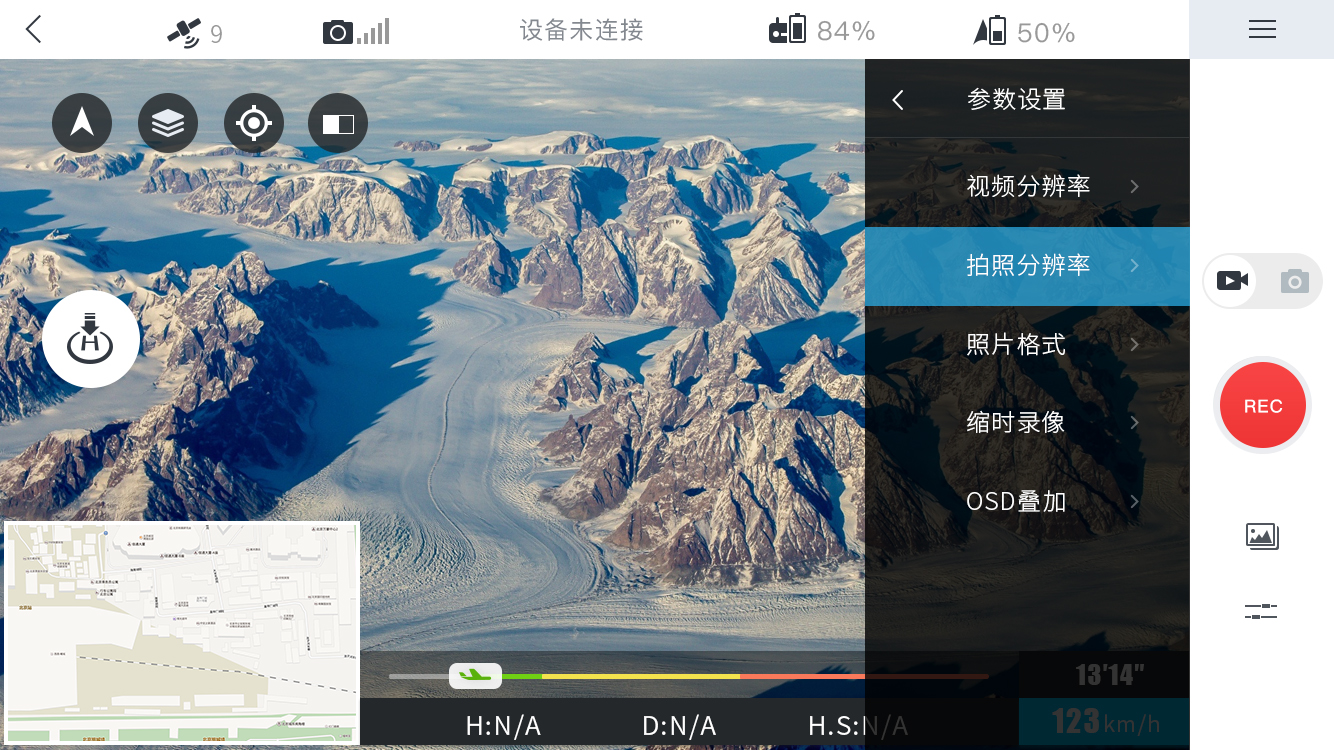 9
设备未连接
84%
50%
参数设置
视频分辨率
拍照分辨率
照片格式
缩时录像
OSD叠加
REC
13'14"
H:N/A
D:N/A
H.S:N/A
123km/h